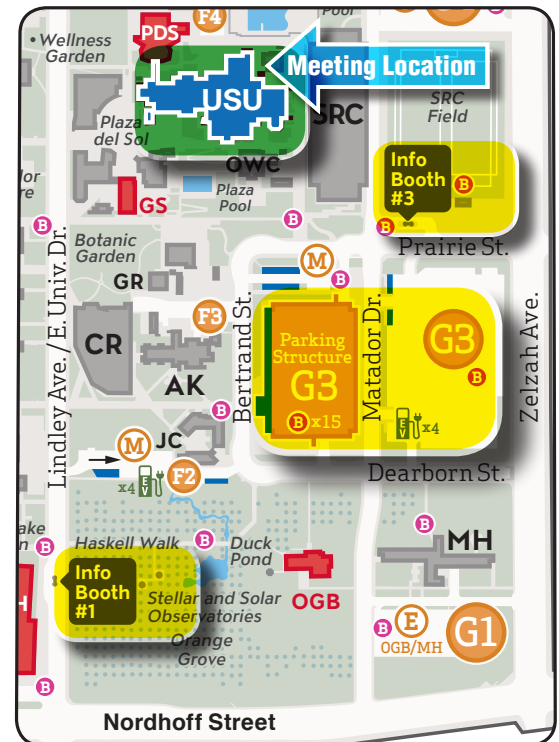 Pool
F4
B
PDS
• Wellness
Garden
Meeting Location
USU
SRC
SRC
Field
Plaza
del Sol
OWC
Info
Booth
#3
B
B
GS
Plaza
Pool
B
B
Prairie St.
Botanic
Garden
GR
M
B
F3
Parking
Structure
G3
B x15
G3
B
CR
AK
Bertrand St.
Matador Dr.
Zelzah Ave.
Lindley Ave. / E. Univ. Dr.
B
JC
M
EV
x4
EV
x4
F2
Dearborn St.
B
B
Haskell Walk
B
Duck
Pond
MH
Info
Booth
#1
Stellar and Solar
Observatories
Orange
Grove
OGB
B
E
OGB/MH
G1
B
Nordhoff Street